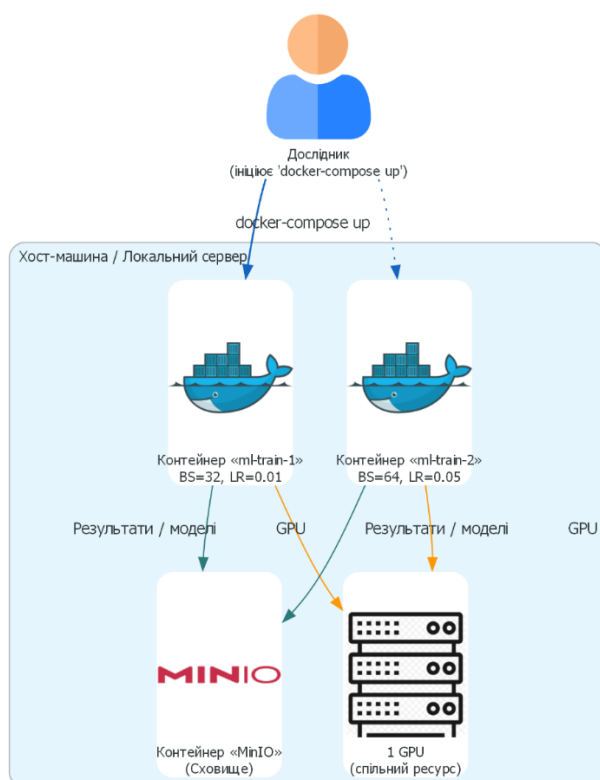 Дослідник
(ініціює 'docker-compose up')
docker-compose up
Хост-машина / Локальний сервер
Контейнер «ml-train-1»
BS=32, LR=0.01
Контейнер «ml-train-2»
BS=64, LR=0.05
Результати / моделі
GPU
Результати / моделі
GPU
MINIO
Контейнер «MinIO»
(Сховище)
1 GPU
(спільний ресурс)